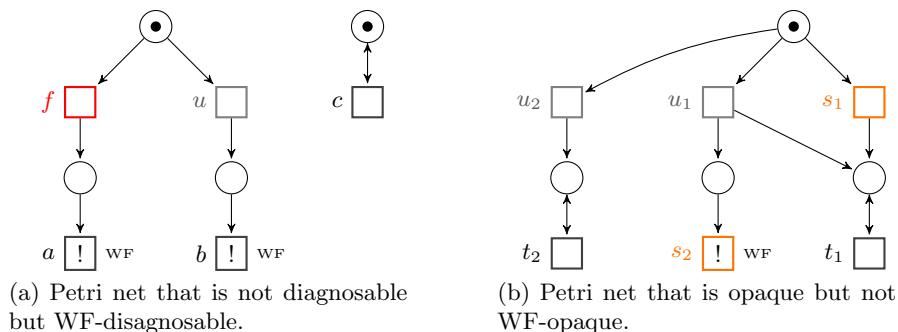 f
u
c
a ! WF
b ! WF
(a) Petri net that is not diagnosable
but WF-disagnosable.
u₂
u₁
s₁
t₂
s₂ ! WF
t₁
(b) Petri net that is opaque but not
WF-opaque.